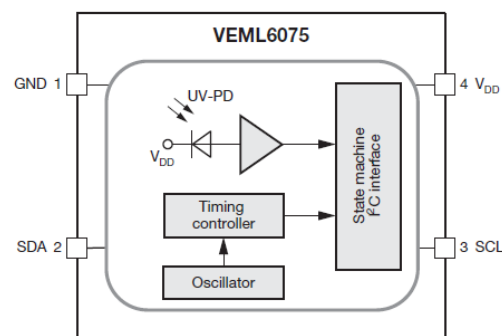 VEML6075
GND 1
4 VDD
UV-PD
VDD
State machine
I²C interface
Timing
controller
SDA 2
3 SCL
Oscillator